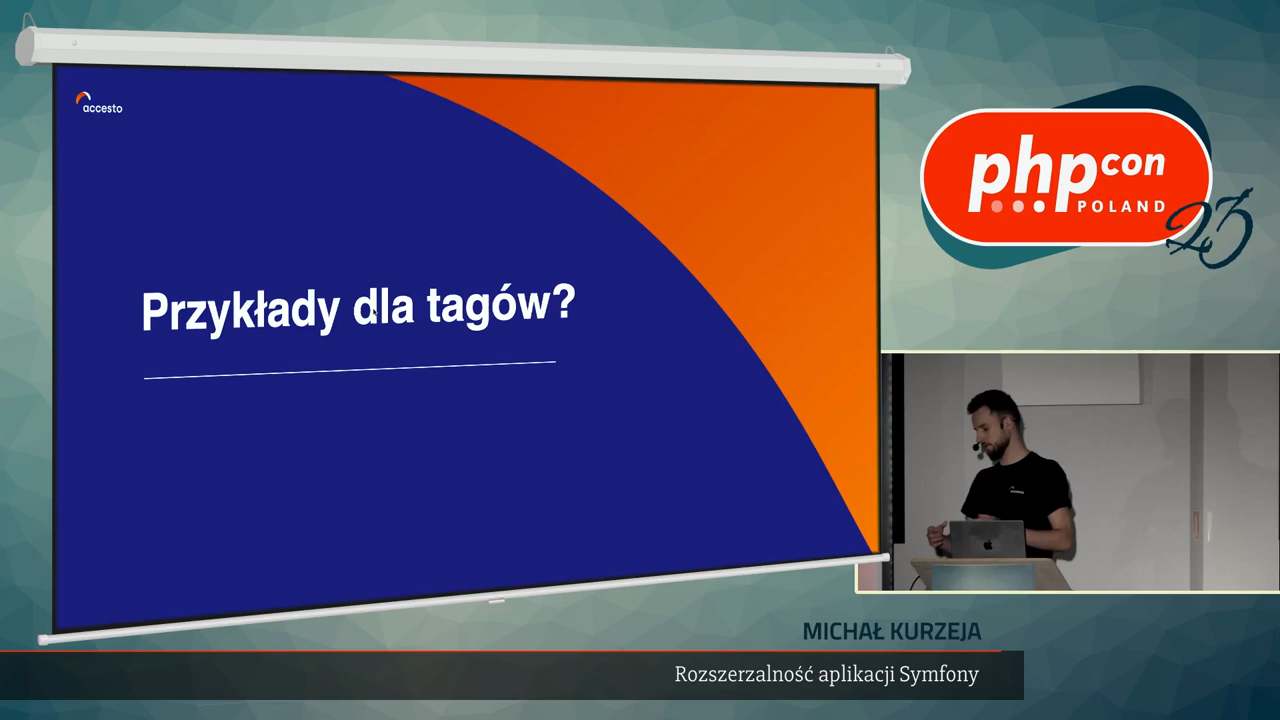 accesto
Przykłady dla tagów?
php con
POLAND
23
MICHAŁ KURZEJA
Rozszerzalność aplikacji Symfony